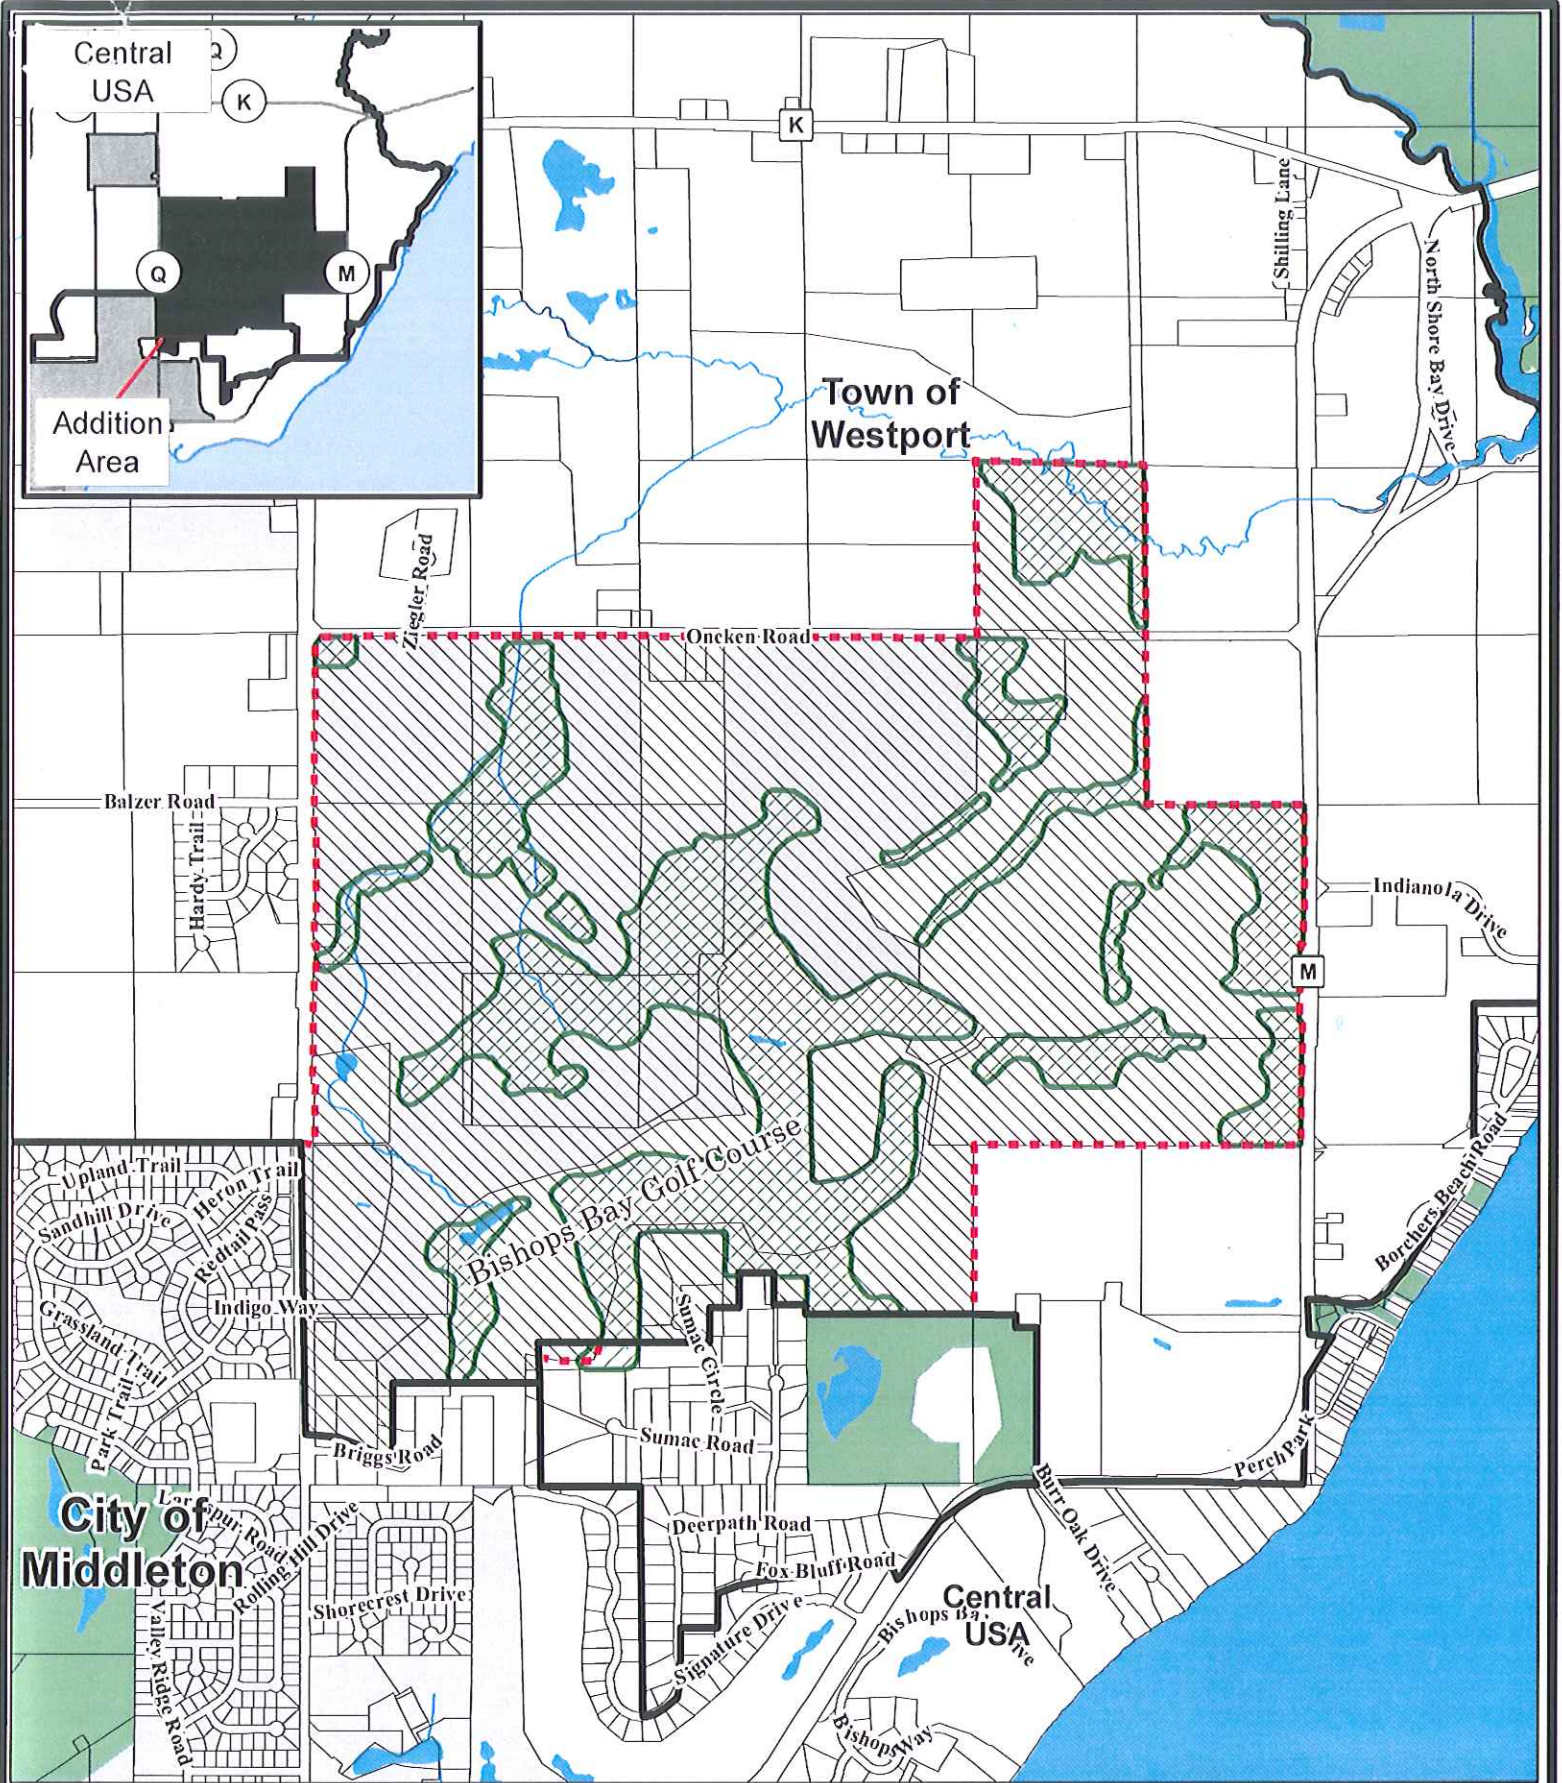 Central
USA
Q
K
Q
M
Addition
Area
K
Shilling Lane
North Shore Bay Drive
Town of
Westport
Ziegler Road
Oncken Road
Balzer Road
Hardy Trail
Indianola Drive
M
Upland Trail
Heron Trail
Sandhill Drive
Redtail Pass
Indigo Way
Grassland Trail
Park Trail
Bishops Bay Golf Course
Borchers Beach Road
Sumac Circle
Sumac Road
Briggs Road
Perch Park
City of
Middleton
Rolling Hill Drive
Deerpath Road
Burr Oak Drive
Fox Bluff Road
Shorecrest Drive
Central
USA
Bishops Ba
ive
Signature Drive
Valley Ridge Road
Bishops Way